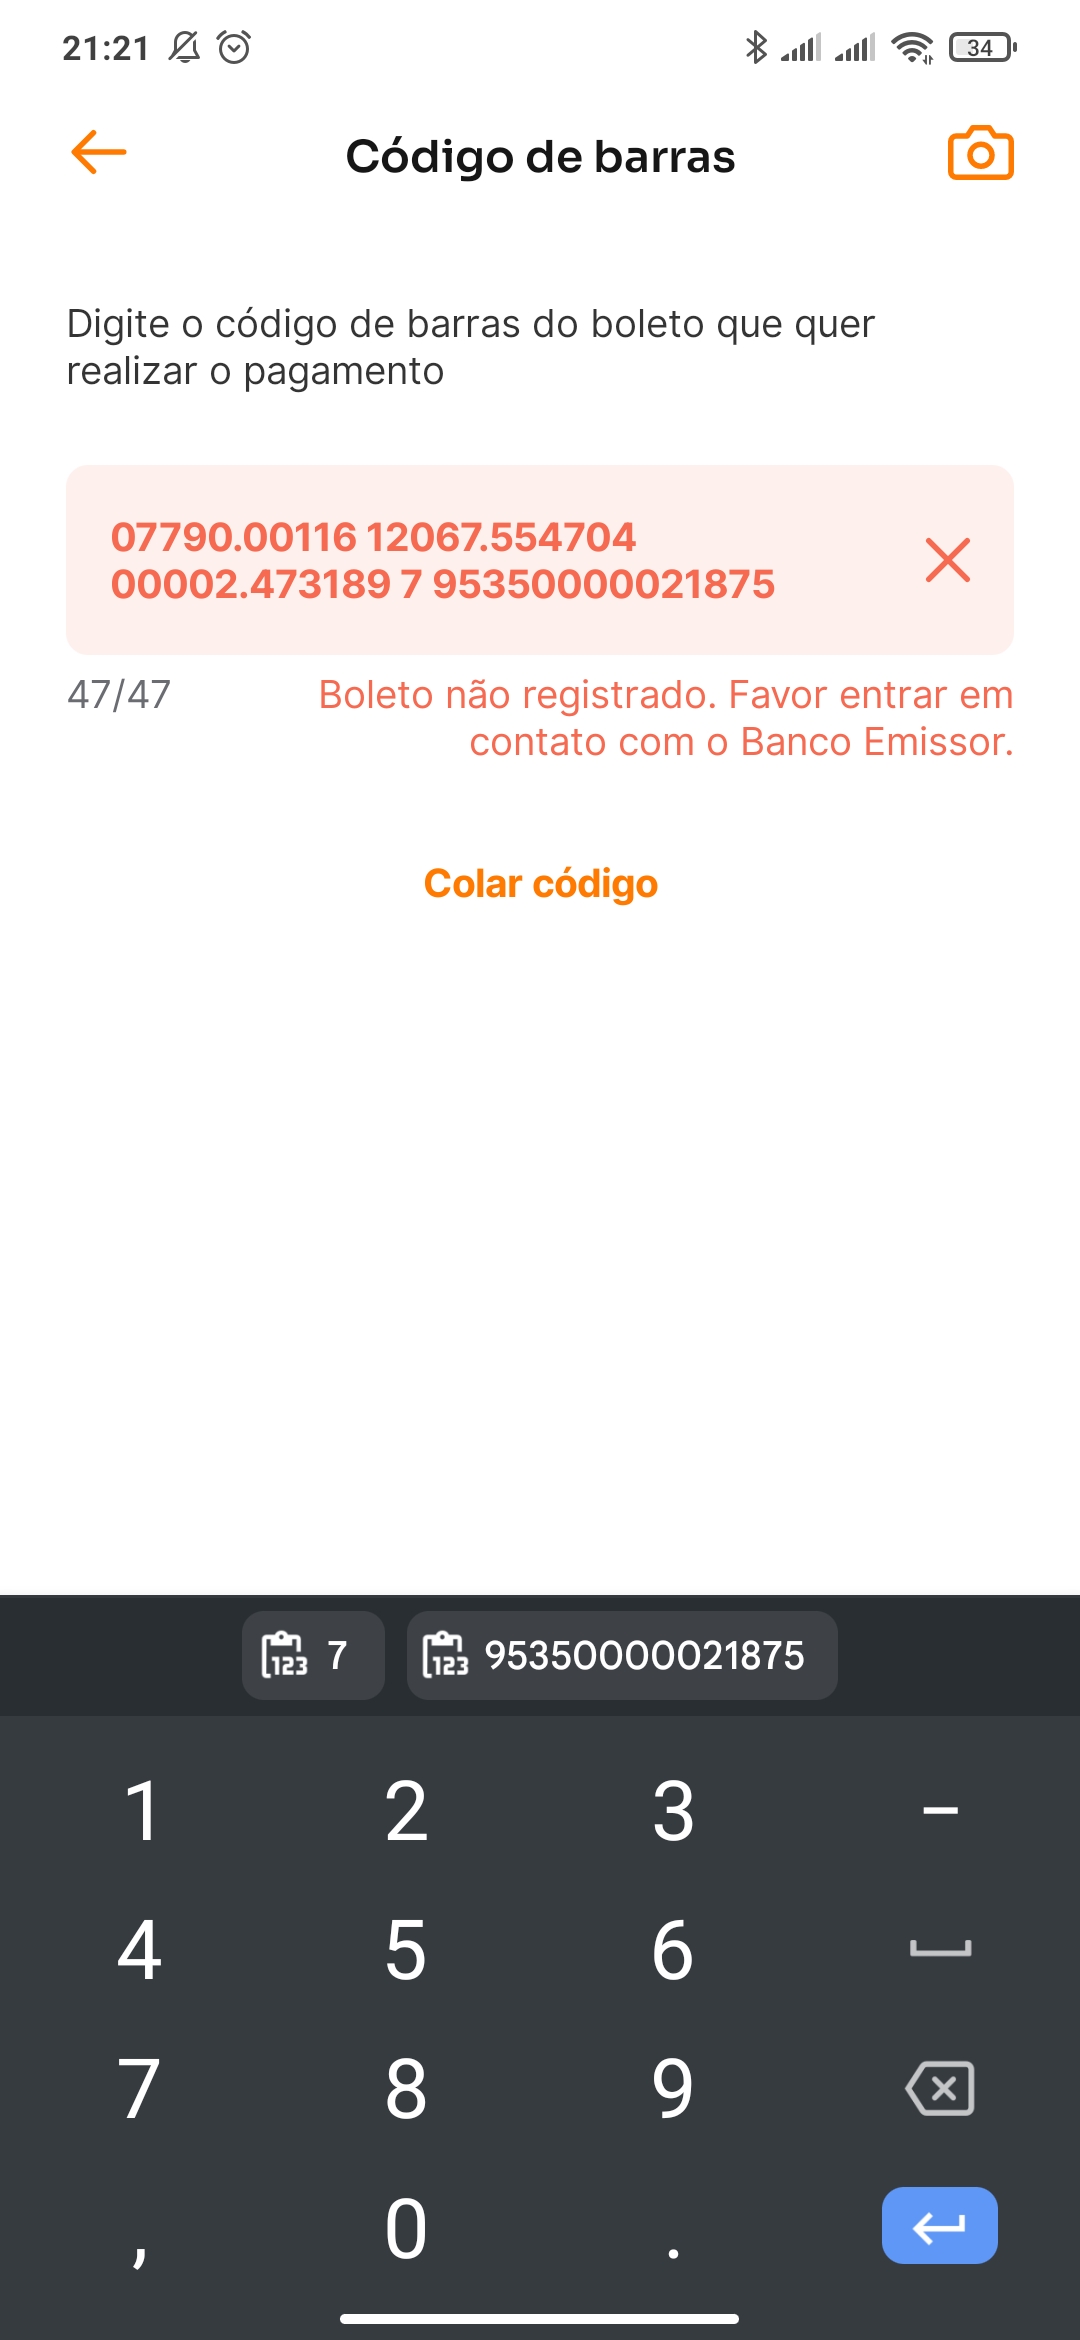 21:21
34
Código de barras
Digite o código de barras do boleto que quer
realizar o pagamento
07790.00116 12067.554704
00002.473189 7 95350000021875
47/47
Boleto não registrado. Favor entrar em
contato com o Banco Emissor.
Colar código
123 7 123 95350000021875
1 2 3 –
4 5 6
7 8 9
, 0 .